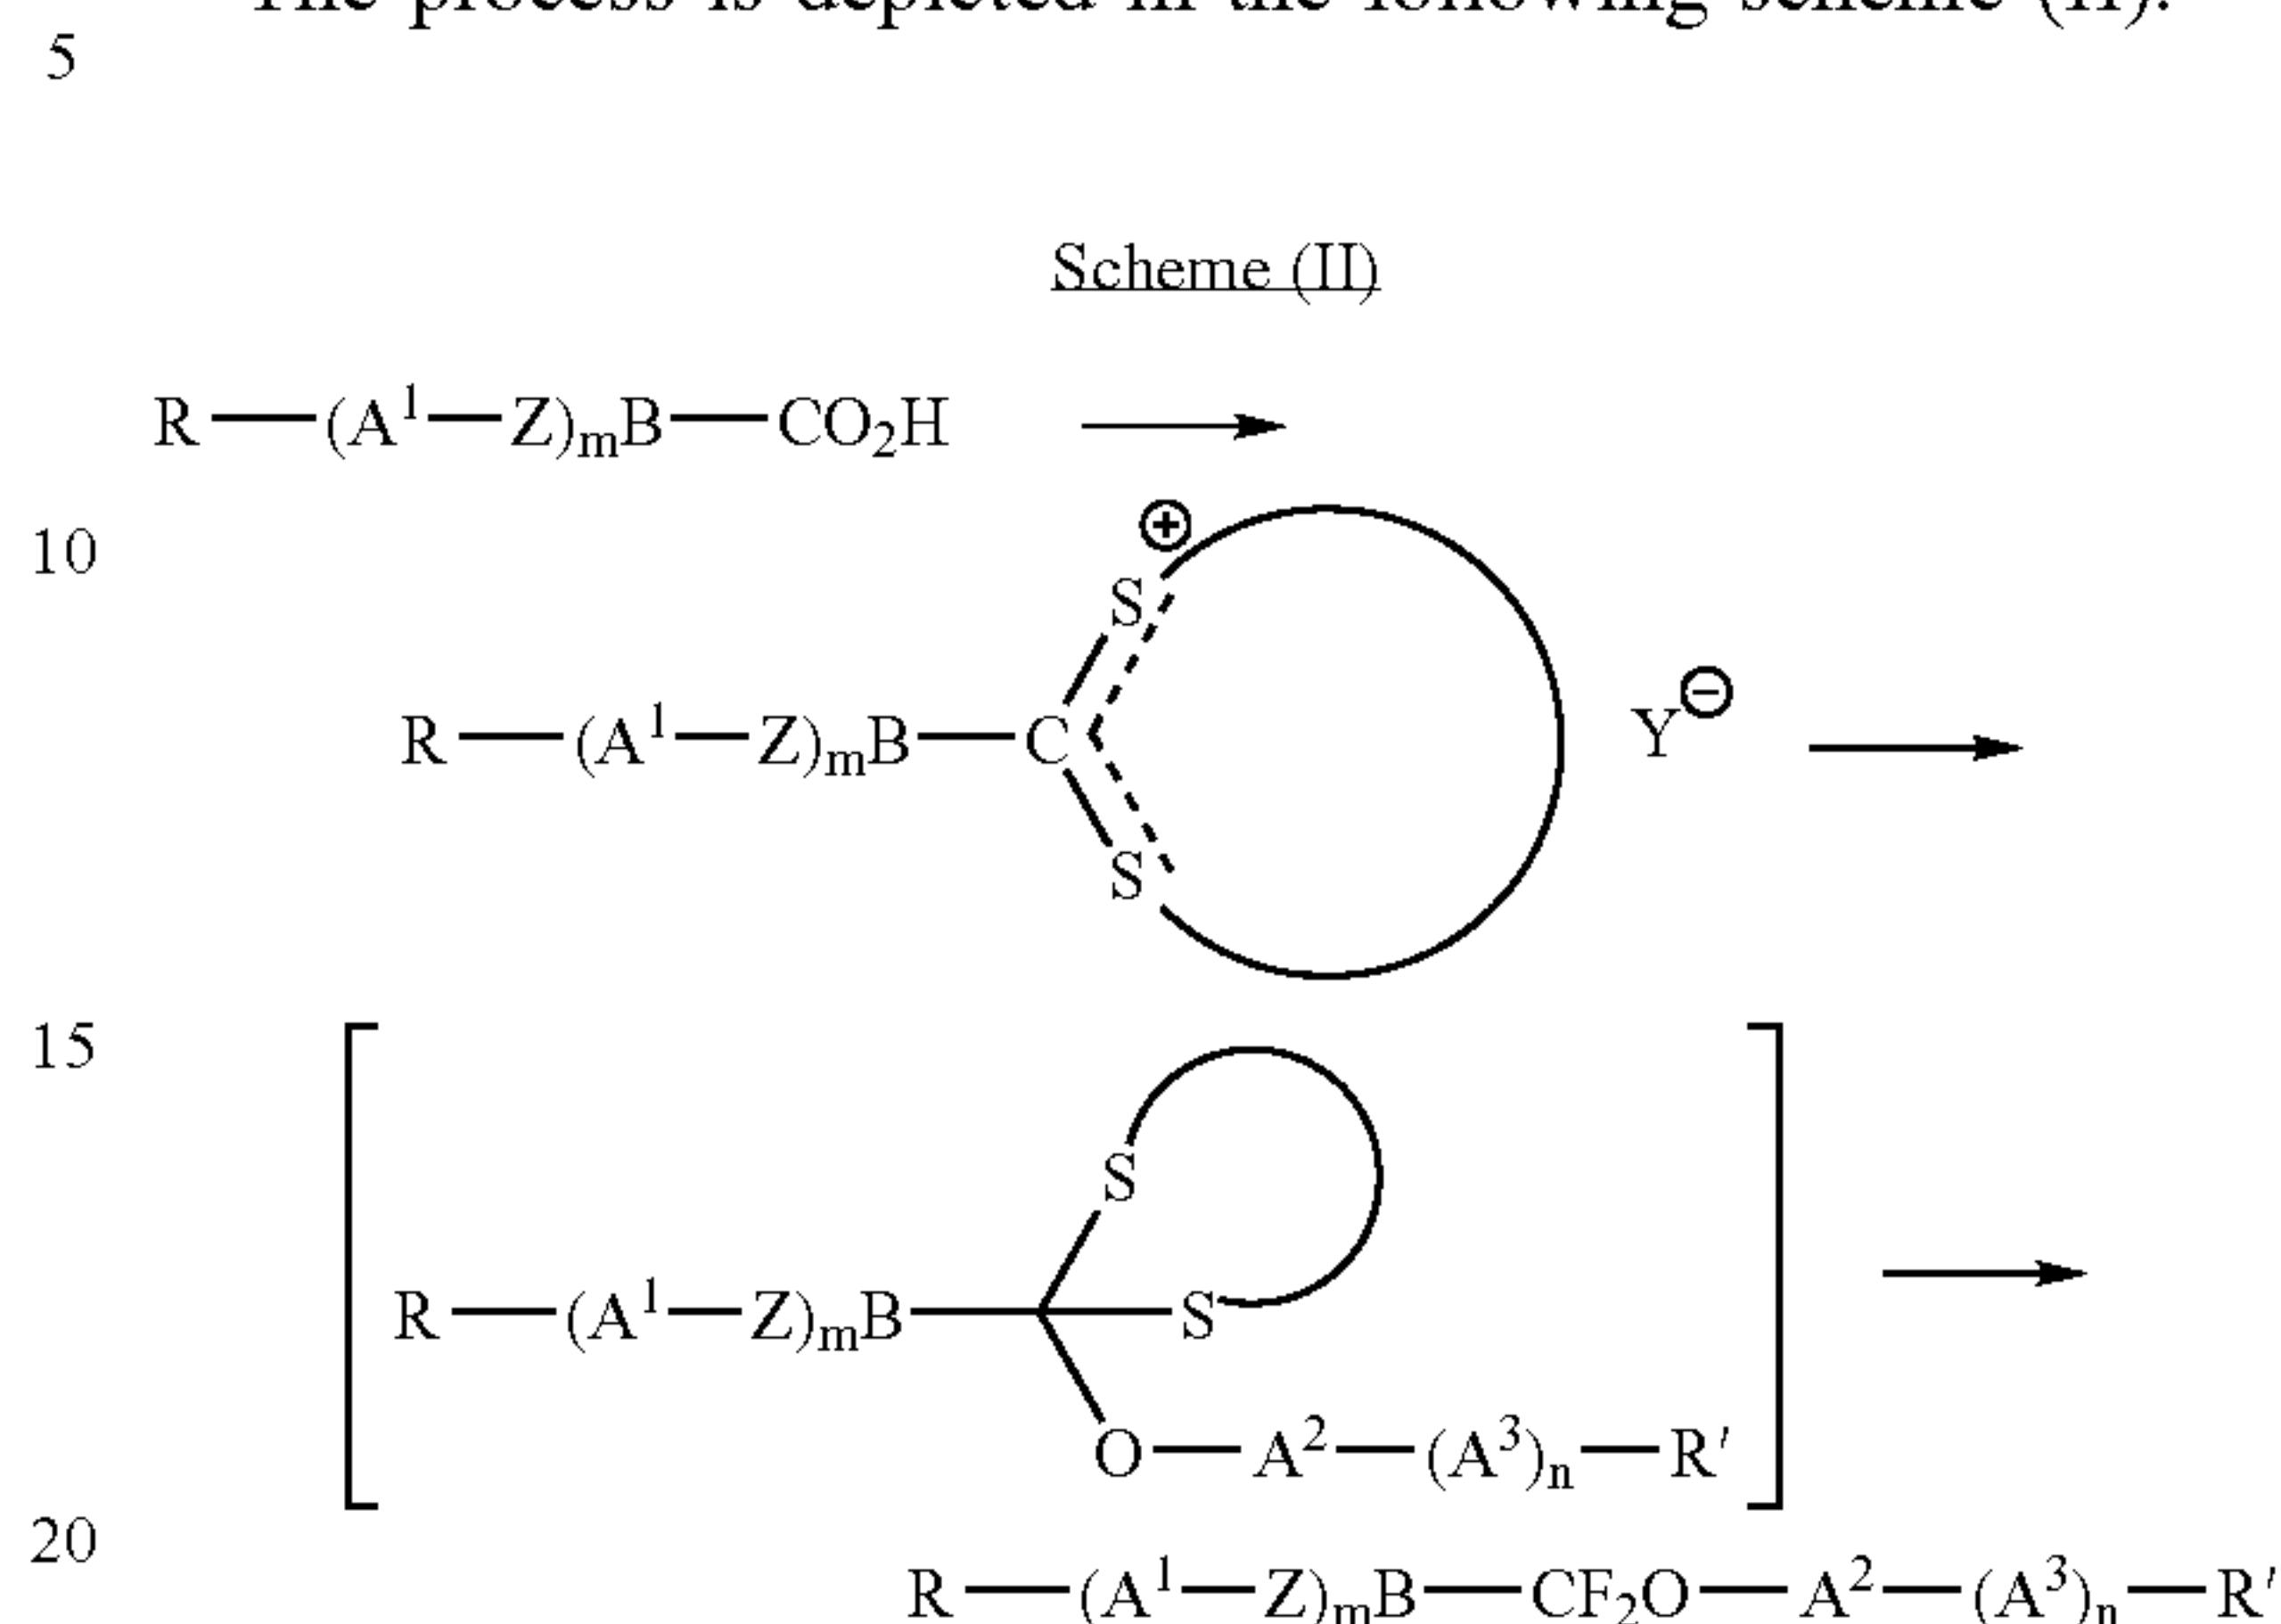 The process is depicted in the following scheme (II):
5
Scheme (II)
R—(A¹—Z)ₘB—CO₂H
10
⊕
S
R—(A¹—Z)ₘB—C
Y⊖
S
15
S
R—(A¹—Z)ₘB—S
O—A²—(A³)ₙ—R′
20
R—(A¹—Z)ₘB—CF₂O—A²—(A³)ₙ—R′